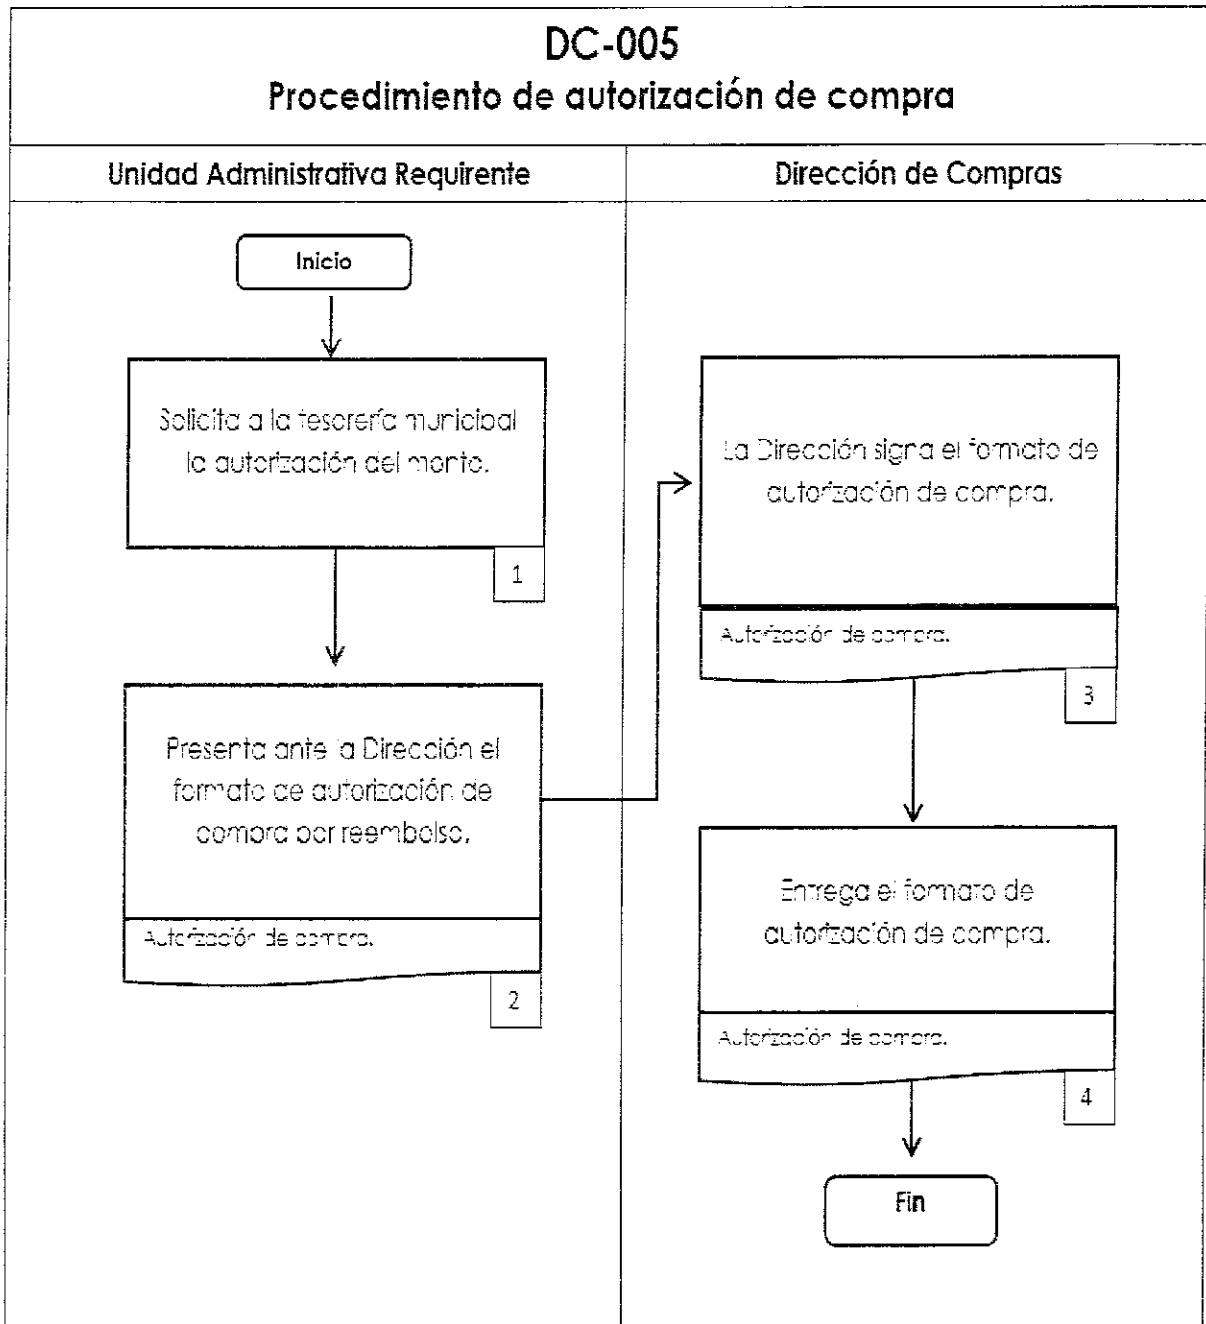 DC-005
Procedimiento de autorización de compra
Unidad Administrativa Requirente
Dirección de Compras
Inicio
Solicita a la tesorería municipal
la autorización del monto.
1
Presenta ante la Dirección el
formato de autorización de
compra por reembolso.
Autorización de compra.
2
La Dirección signa el formato de
autorización de compra.
Autorización de compra.
3
Entrega el formato de
autorización de compra.
Autorización de compra.
4
Fin